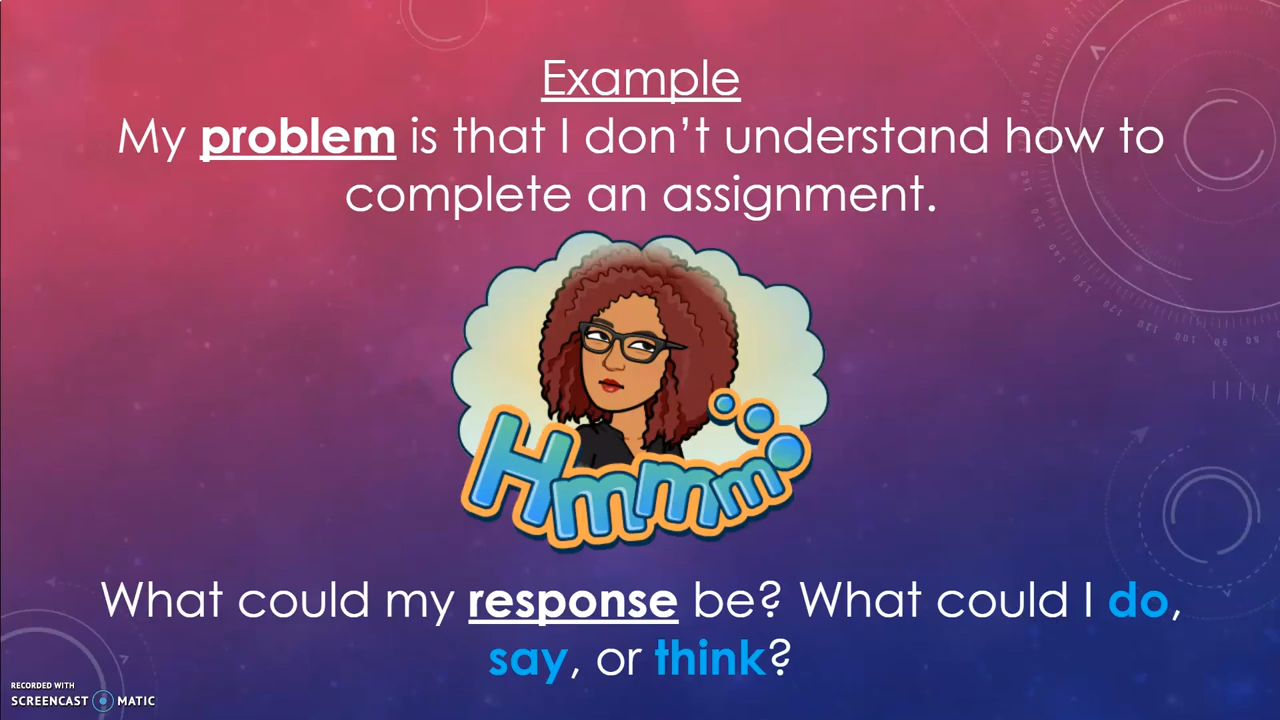 Example
My problem is that I don’t understand how to
complete an assignment.
Hmmm
What could my response be? What could I do,
say, or think?
RECORDED WITH
SCREENCAST MATIC